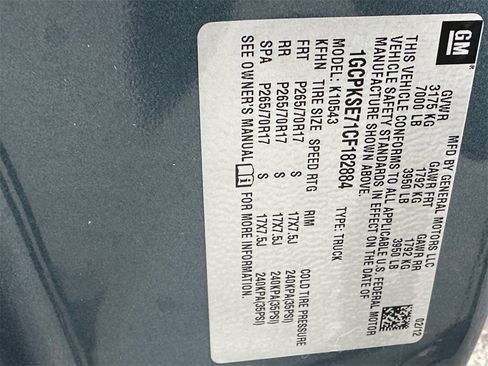 GM
MFD BY GENERAL MOTORS LLC
02/12
GVWR GAWR FRT GAWR RR
3175 KG 1792 KG 1792 KG
7000 LB 3950 LB 3950 LB
THIS VEHICLE CONFORMS TO ALL APPLICABLE U.S. FEDERAL MOTOR
VEHICLE SAFETY STANDARDS IN EFFECT ON THE DATE OF
MANUFACTURE SHOWN ABOVE.
1GCPKSE71CF182884 TYPE: TRUCK
K10543
KFHN TIRE SIZE SPEED RTG RIM COLD TIRE PRESSURE
FRT P265/70R17 S 17X7.5J 240KPA(35PSI)
RR P265/70R17 S 17X7.5J 240KPA(35PSI)
SPA P265/70R17 S 17X7.5J 240KPA(35PSI)
SEE OWNER'S MANUAL i FOR MORE INFORMATION.